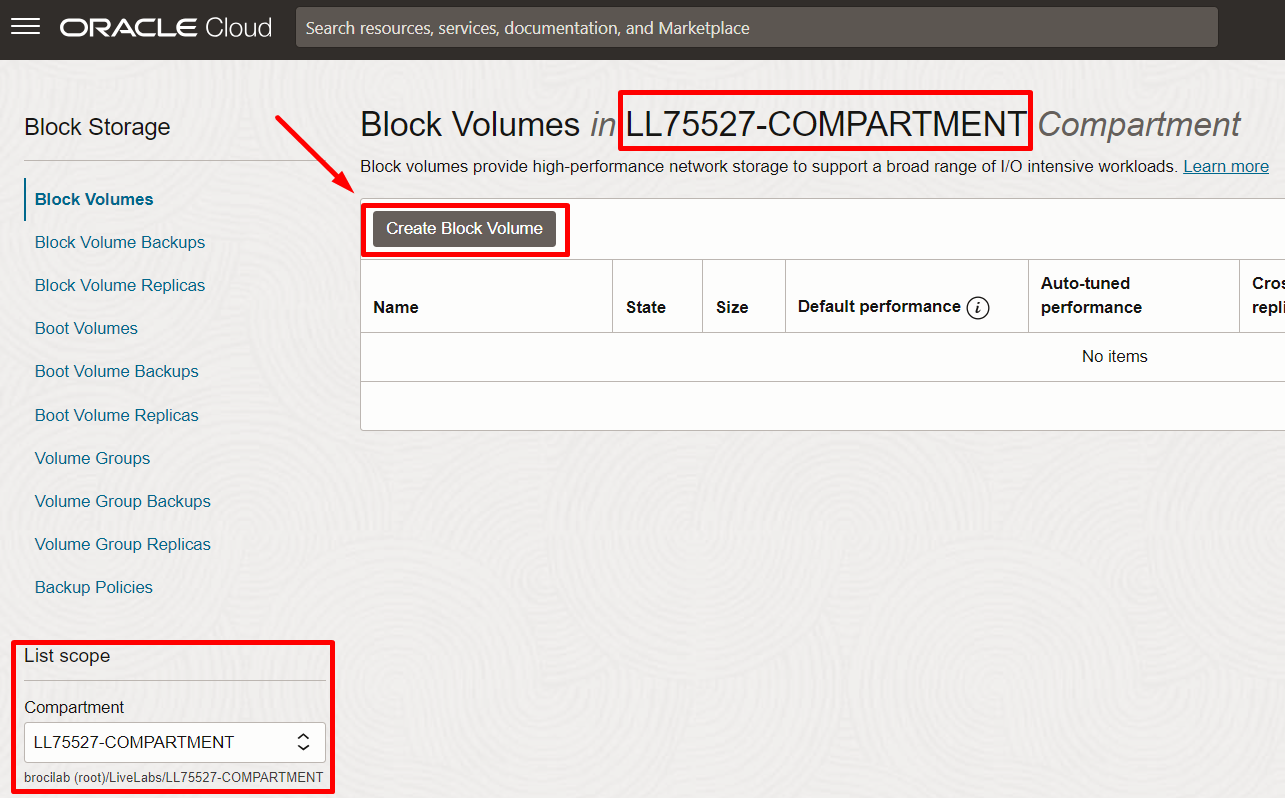 ORACLE Cloud
Search resources, services, documentation, and Marketplace
Block Storage
Block Volumes
Block Volume Backups
Block Volume Replicas
Boot Volumes
Boot Volume Backups
Boot Volume Replicas
Volume Groups
Volume Group Backups
Volume Group Replicas
Backup Policies
List scope
Compartment
LL75527-COMPARTMENT
brocilab (root)/LiveLabs/LL75527-COMPARTMENT
Block Volumes in LL75527-COMPARTMENT Compartment
Block volumes provide high-performance network storage to support a broad range of I/O intensive workloads. Learn more
Create Block Volume
Name
State
Size
Default performance i
Auto-tuned
performance
No items